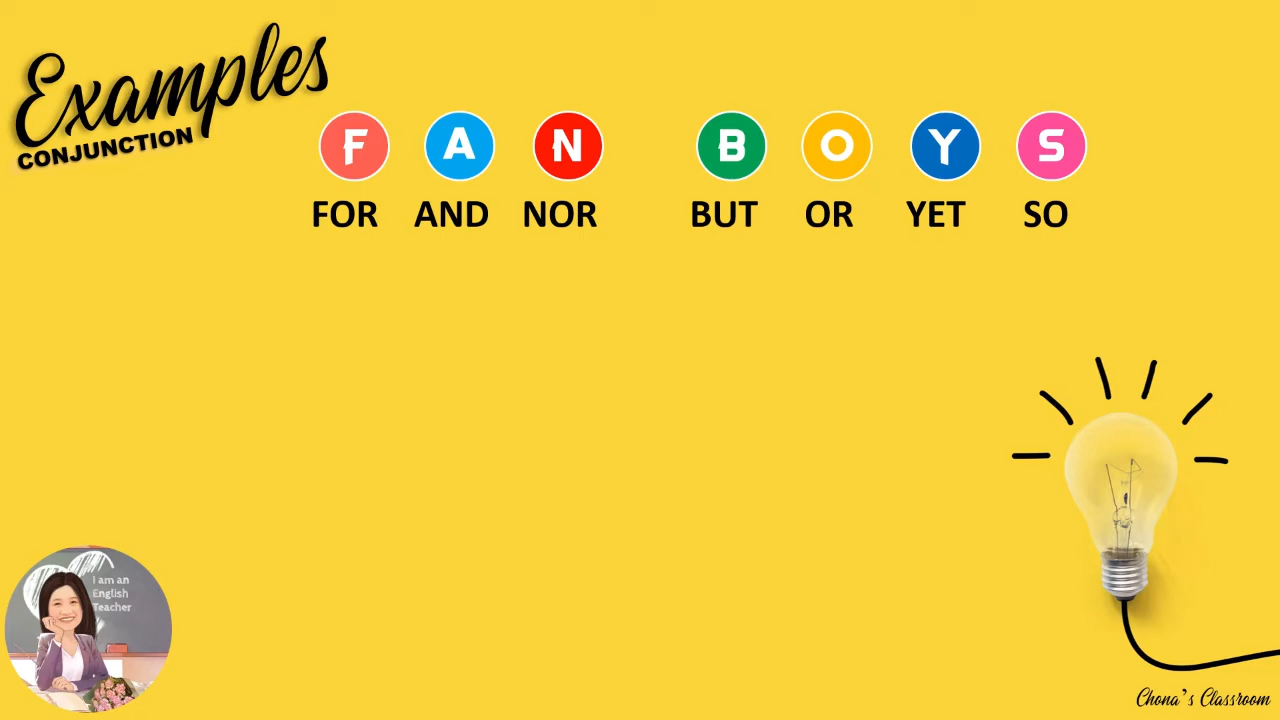 Examples
CONJUNCTION
F A N B O Y S
FOR AND NOR BUT OR YET SO
I am an
English
Teacher
Chona's Classroom